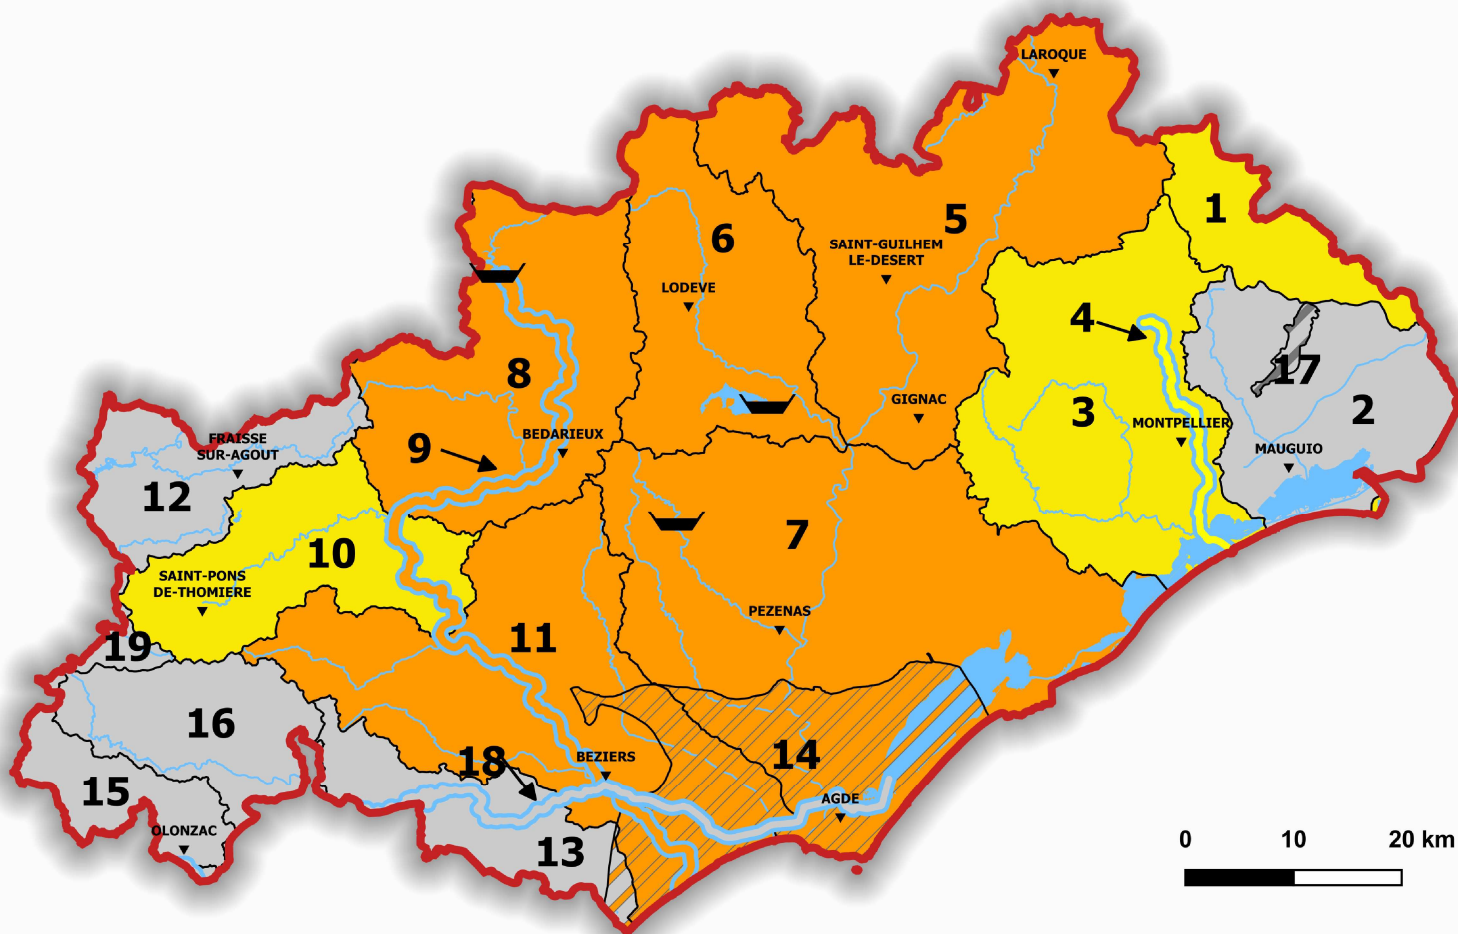 LAROQUE
1
5
6
SAINT-GUILHEM
LE-DESERT
LODEVE
4
8
17
GIGNAC
2
3
MONTPELLIER
BEDARIEUX
9
FRAISSE
SUR-AGOUT
MAUGUIO
12
7
10
SAINT-PONS
DE-THOMIERE
PEZENAS
11
19
16
14
BEZIERS
18
15
AGDE
OLONZAC
13
0 10 20 km